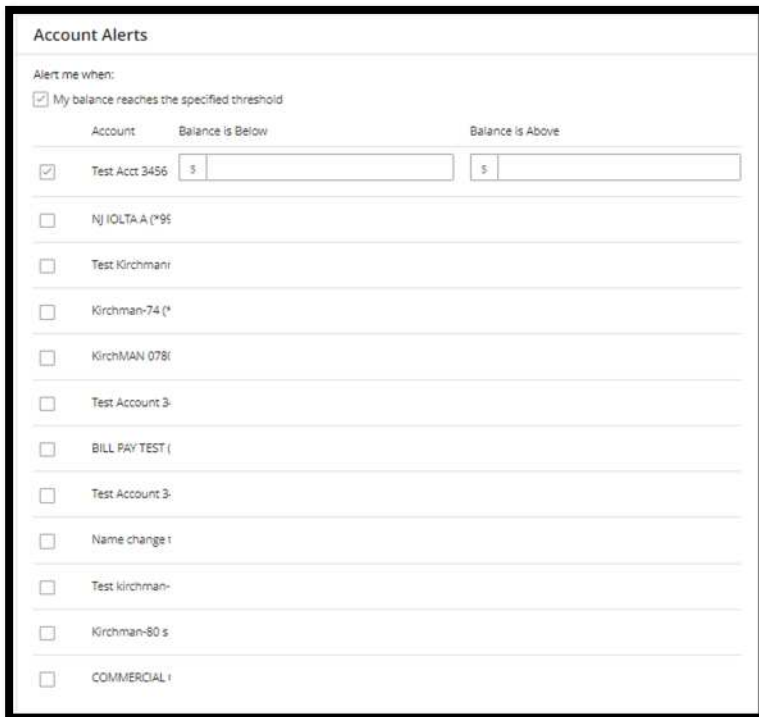 Account Alerts
Alert me when:
My balance reaches the specified threshold
Account Balance is Below Balance is Above
Test Acct 3456 $ $
NJ IOLTA A (*99
Test Kirchman
Kirchman-74 (*
KirchMAN 078(
Test Account 3-
BILL PAY TEST (
Test Account 3-
Name change t
Test kirchman-
Kirchman-80 s
COMMERCIAL